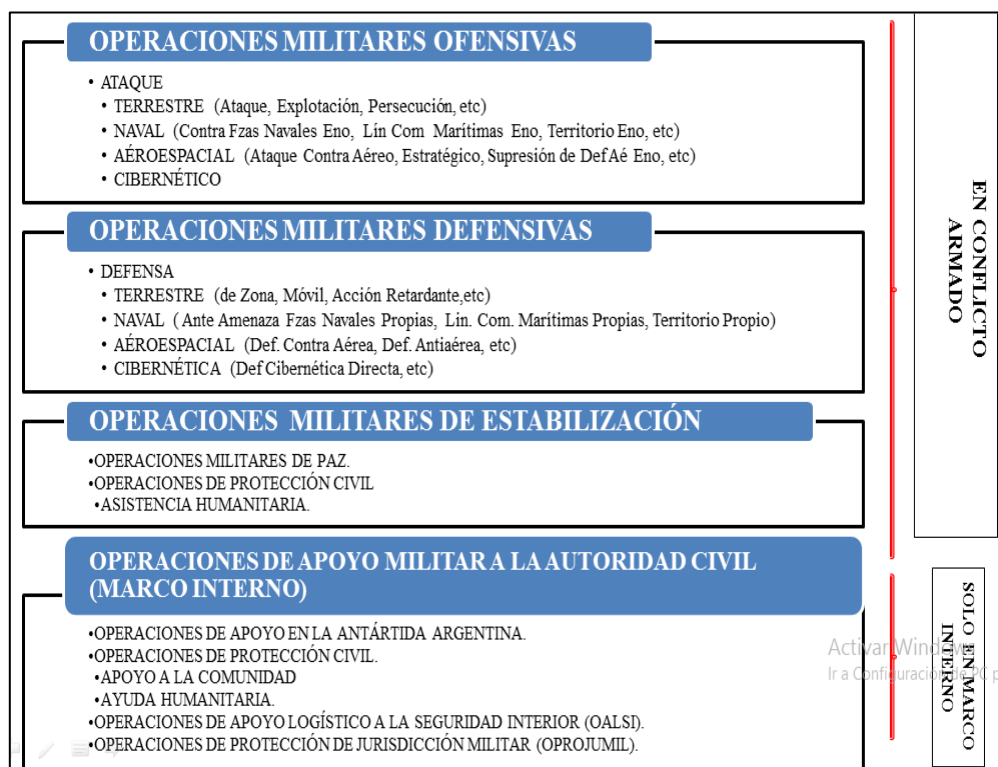 OPERACIONES MILITARES OFENSIVAS
• ATAQUE
• TERRESTRE (Ataque, Explotación, Persecución, etc)
• NAVAL (Contra Fzas Navales Eno, Lín Com Marítimas Eno, Territorio Eno, etc)
• AÉROESPACIAL (Ataque Contra Aéreo, Estratégico, Supresión de Def Aé Eno, etc)
• CIBERNÉTICO
OPERACIONES MILITARES DEFENSIVAS
• DEFENSA
• TERRESTRE (de Zona, Móvil, Acción Retardante,etc)
• NAVAL ( Ante Amenaza Fzas Navales Propias, Lin. Com. Marítimas Propias, Territorio Propio)
• AÉROESPACIAL (Def. Contra Aérea, Def. Antiaérea, etc)
• CIBERNÉTICA (Def Cibernética Directa, etc)
OPERACIONES MILITARES DE ESTABILIZACIÓN
•OPERACIONES MILITARES DE PAZ.
•OPERACIONES DE PROTECCIÓN CIVIL
•ASISTENCIA HUMANITARIA.
EN CONFLICTO
ARMADO
OPERACIONES DE APOYO MILITAR A LA AUTORIDAD CIVIL
(MARCO INTERNO)
•OPERACIONES DE APOYO EN LA ANTÁRTIDA ARGENTINA.
•OPERACIONES DE PROTECCIÓN CIVIL.
•APOYO A LA COMUNIDAD
•AYUDA HUMANITARIA.
•OPERACIONES DE APOYO LOGÍSTICO A LA SEGURIDAD INTERIOR (OALSI).
•OPERACIONES DE PROTECCIÓN DE JURISDICCIÓN MILITAR (OPROJUMIL).
SOLO EN MARCO
INTERNO
Activar Windows
Ir a Configuración de PC p